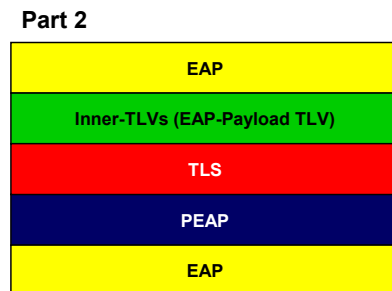 Part 2
EAP
Inner-TLVs (EAP-Payload TLV)
TLS
PEAP
EAP